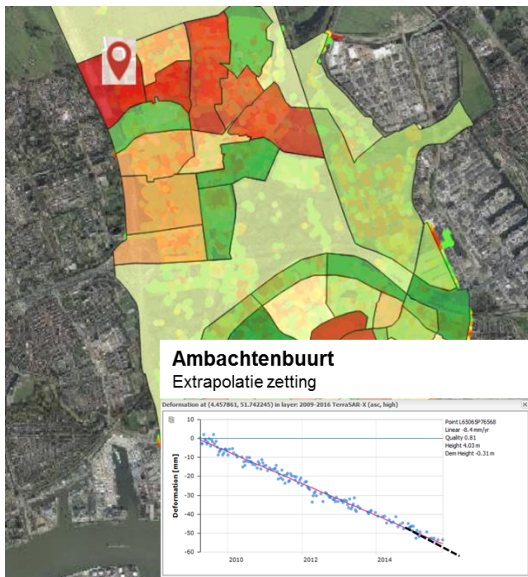 Ambachtenbuurt
Extrapolatie zetting
Deformation at (4.457861, 51.742245) in layer: 2009-2016 TerraSAR-X (asc, high)
Point L65065P76568
Linear -8.4 mm/yr
Quality 0.81
Height 4.03 m
Dem Height -0.31 m
Deformation [mm]
10
0
-10
-20
-30
-40
-50
-60
2010
2012
2014